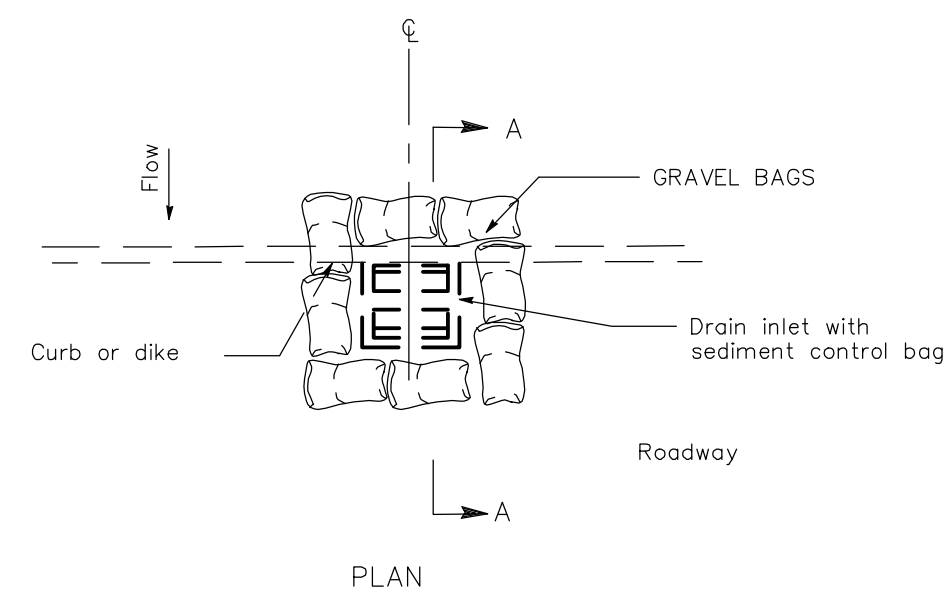 ℄
A
Flow
GRAVEL BAGS
Drain inlet with
sediment control bag
Curb or dike
Roadway
A
PLAN